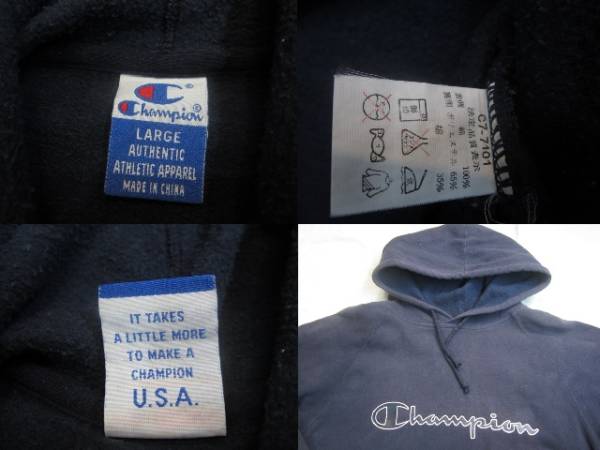 Champion®
LARGE
AUTHENTIC
ATHLETIC APPAREL
MADE IN CHINA
C7-7101
100%
65%
35%
IT TAKES
A LITTLE MORE
TO MAKE A
CHAMPION
U.S.A.
Champion